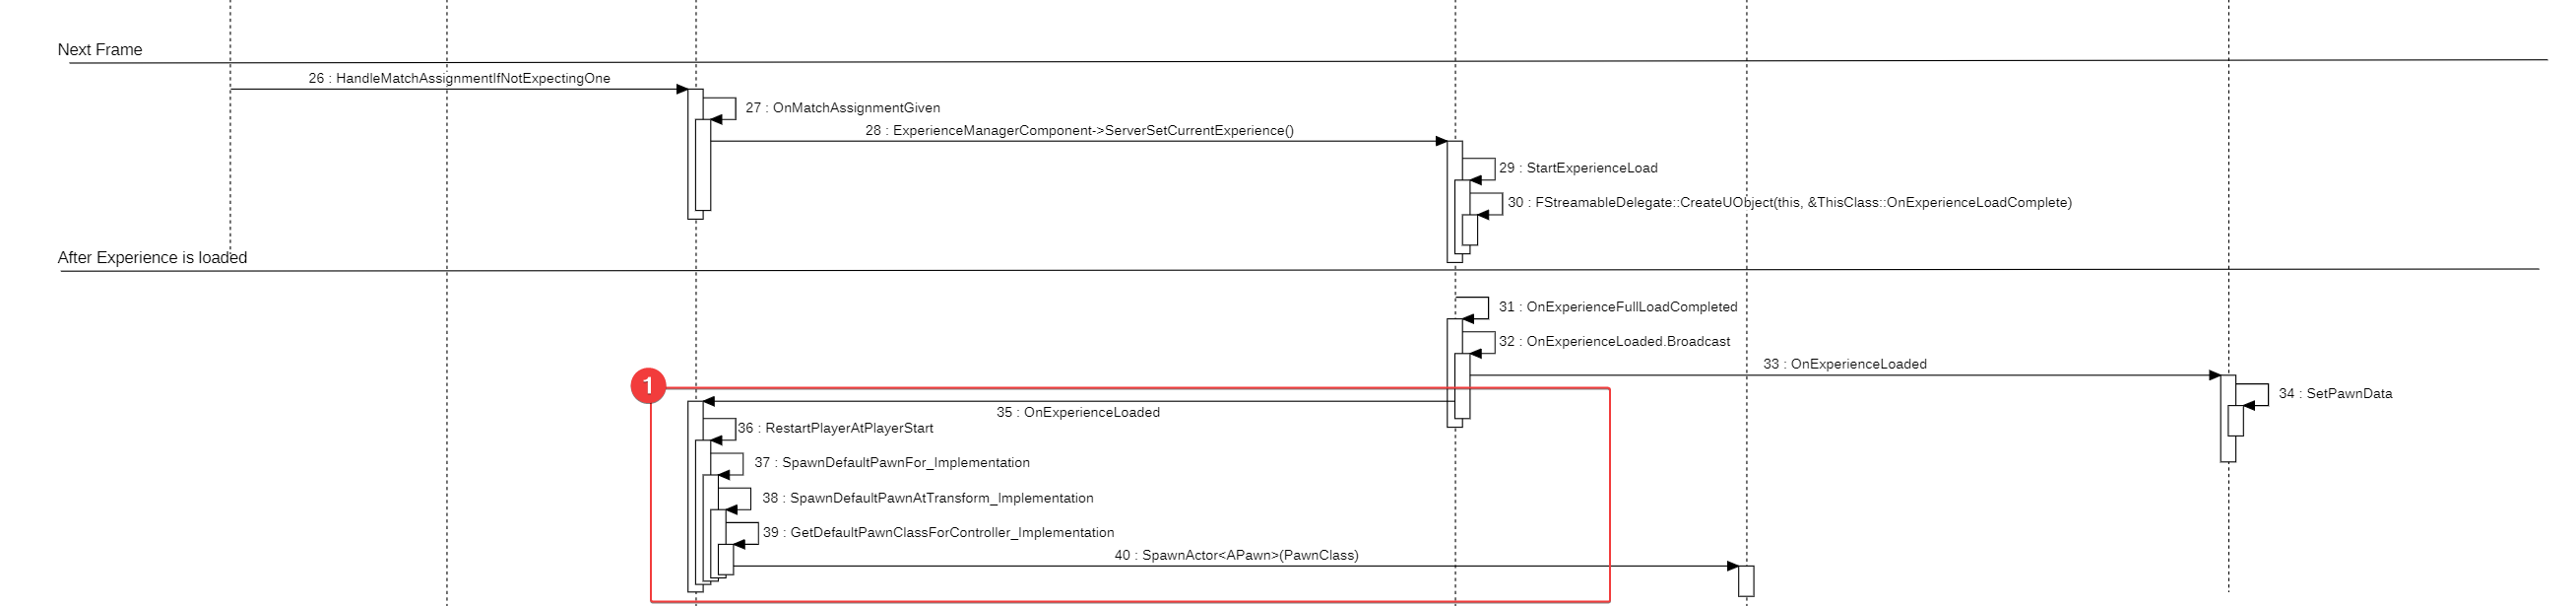 Next Frame
26 : HandleMatchAssignmentIfNotExpectingOne
27 : OnMatchAssignmentGiven
28 : ExperienceManagerComponent->ServerSetCurrentExperience()
29 : StartExperienceLoad
30 : FStreamableDelegate::CreateUObject(this, &ThisClass::OnExperienceLoadComplete)
After Experience is loaded
31 : OnExperienceFullLoadCompleted
32 : OnExperienceLoaded.Broadcast
33 : OnExperienceLoaded
1
34 : SetPawnData
35 : OnExperienceLoaded
36 : RestartPlayerAtPlayerStart
37 : SpawnDefaultPawnFor_Implementation
38 : SpawnDefaultPawnAtTransform_Implementation
39 : GetDefaultPawnClassForController_Implementation
40 : SpawnActor<APawn>(PawnClass)